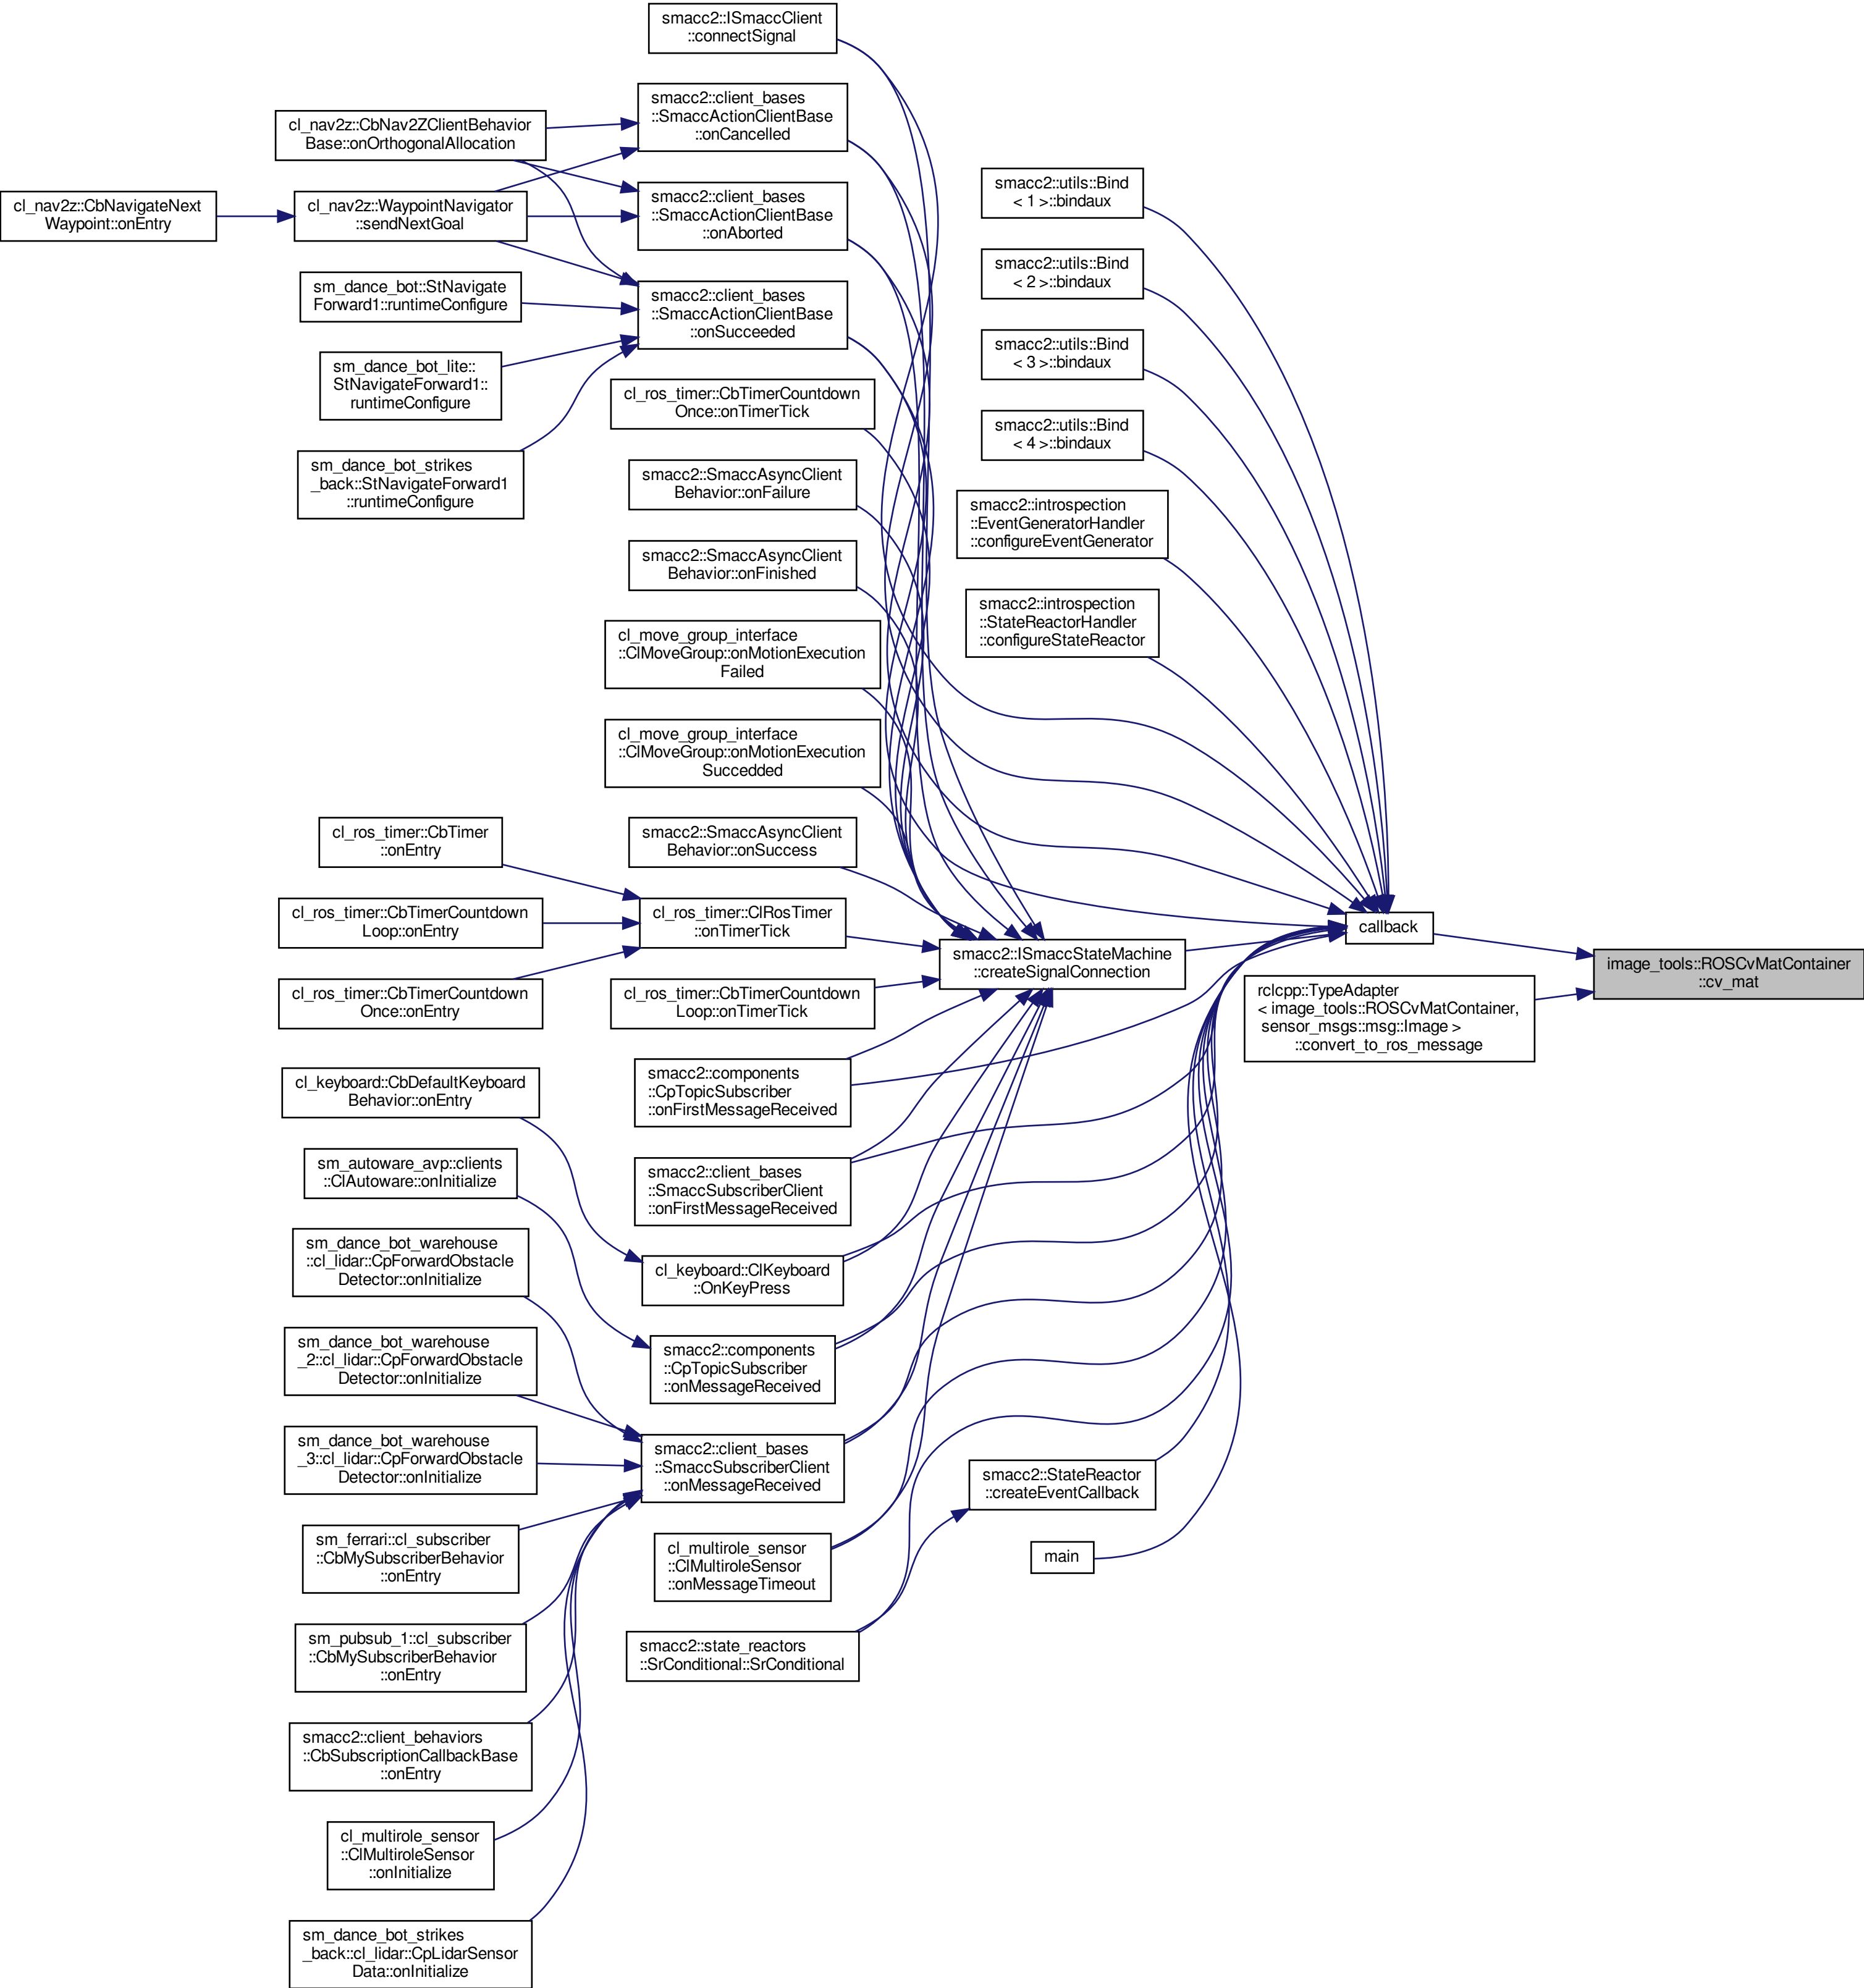 smacc2::ISmaccClient
::connectSignal
smacc2::client_bases
::SmaccActionClientBase
::onCancelled
cl_nav2z::CbNav2ZClientBehavior
Base::onOrthogonalAllocation
smacc2::utils::Bind
< 1 >::bindaux
smacc2::client_bases
::SmaccActionClientBase
::onAborted
cl_nav2z::CbNavigateNext
Waypoint::onEntry
cl_nav2z::WaypointNavigator
::sendNextGoal
smacc2::utils::Bind
< 2 >::bindaux
sm_dance_bot::StNavigate
Forward1::runtimeConfigure
smacc2::client_bases
::SmaccActionClientBase
::onSucceeded
smacc2::utils::Bind
< 3 >::bindaux
sm_dance_bot_lite::
StNavigateForward1::
runtimeConfigure
cl_ros_timer::CbTimerCountdown
Once::onTimerTick
smacc2::utils::Bind
< 4 >::bindaux
sm_dance_bot_strikes
_back::StNavigateForward1
::runtimeConfigure
smacc2::SmaccAsyncClient
Behavior::onFailure
smacc2::introspection
::EventGeneratorHandler
::configureEventGenerator
smacc2::SmaccAsyncClient
Behavior::onFinished
smacc2::introspection
::StateReactorHandler
::configureStateReactor
cl_move_group_interface
::ClMoveGroup::onMotionExecution
Failed
cl_move_group_interface
::ClMoveGroup::onMotionExecution
Succedded
cl_ros_timer::CbTimer
::onEntry
smacc2::SmaccAsyncClient
Behavior::onSuccess
cl_ros_timer::CbTimerCountdown
Loop::onEntry
cl_ros_timer::ClRosTimer
::onTimerTick
callback
smacc2::ISmaccStateMachine
::createSignalConnection
image_tools::ROSCvMatContainer
::cv_mat
cl_ros_timer::CbTimerCountdown
Once::onEntry
cl_ros_timer::CbTimerCountdown
Loop::onTimerTick
rclcpp::TypeAdapter
< image_tools::ROSCvMatContainer,
sensor_msgs::msg::Image >
::convert_to_ros_message
cl_keyboard::CbDefaultKeyboard
Behavior::onEntry
smacc2::components
::CpTopicSubscriber
::onFirstMessageReceived
sm_autoware_avp::clients
::ClAutoware::onInitialize
smacc2::client_bases
::SmaccSubscriberClient
::onFirstMessageReceived
sm_dance_bot_warehouse
::cl_lidar::CpForwardObstacle
Detector::onInitialize
cl_keyboard::ClKeyboard
::OnKeyPress
sm_dance_bot_warehouse
_2::cl_lidar::CpForwardObstacle
Detector::onInitialize
smacc2::components
::CpTopicSubscriber
::onMessageReceived
sm_dance_bot_warehouse
_3::cl_lidar::CpForwardObstacle
Detector::onInitialize
smacc2::client_bases
::SmaccSubscriberClient
::onMessageReceived
smacc2::StateReactor
::createEventCallback
sm_ferrari::cl_subscriber
::CbMySubscriberBehavior
::onEntry
cl_multirole_sensor
::ClMultiroleSensor
::onMessageTimeout
main
sm_pubsub_1::cl_subscriber
::CbMySubscriberBehavior
::onEntry
smacc2::state_reactors
::SrConditional::SrConditional
smacc2::client_behaviors
::CbSubscriptionCallbackBase
::onEntry
cl_multirole_sensor
::ClMultiroleSensor
::onInitialize
sm_dance_bot_strikes
_back::cl_lidar::CpLidarSensor
Data::onInitialize